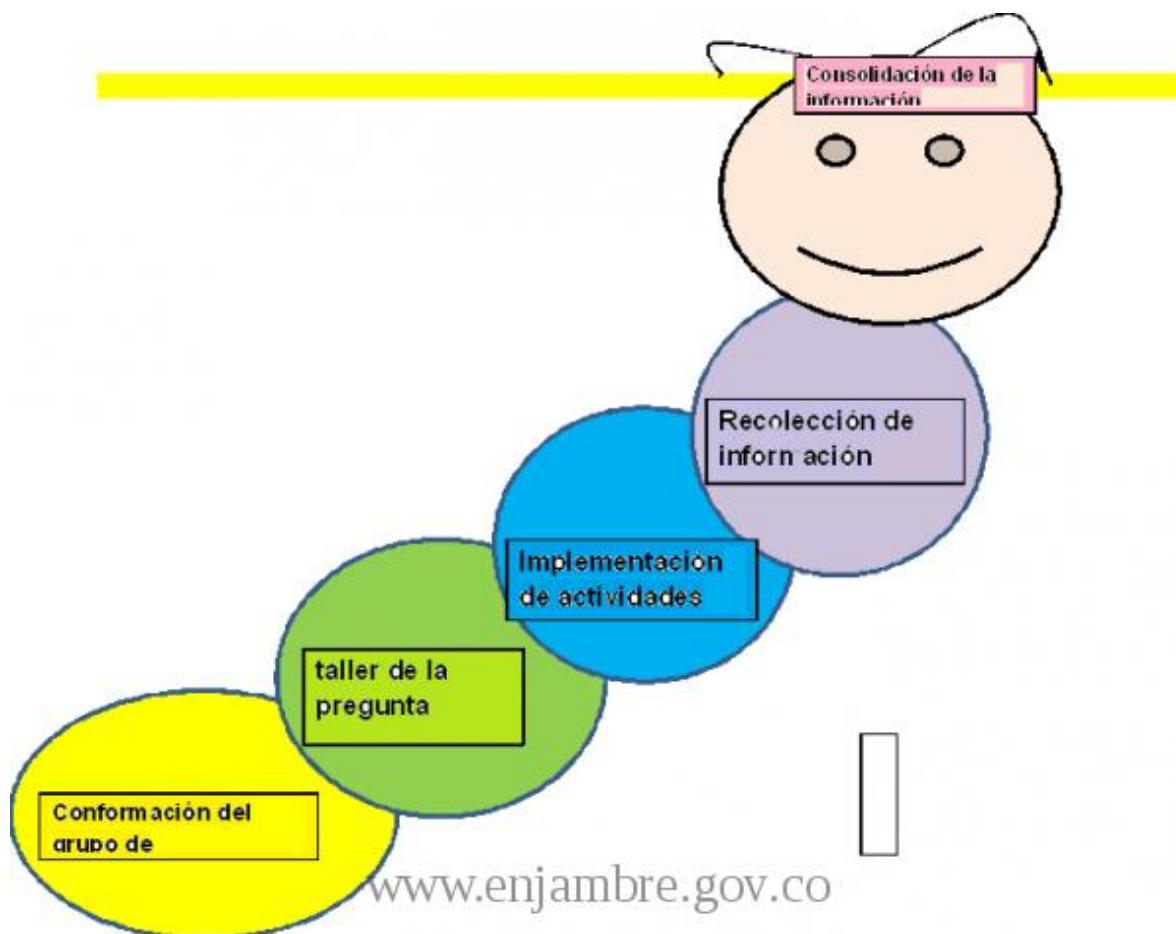 Consolidación de la
información
Recolección de
inforn ación
Implementación
de actividades
taller de la
pregunta
Conformación del
grupo de
www.enjambre.gov.co